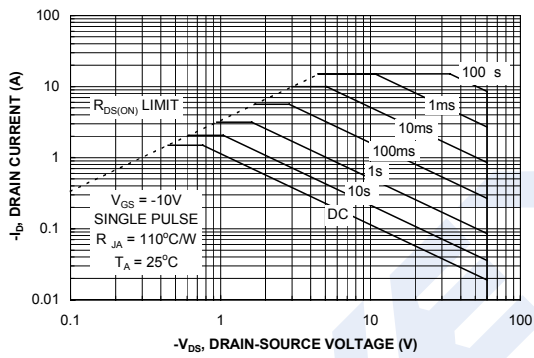 100
10
1
0.1
0.01
-I_D, DRAIN CURRENT (A)
R_DS(ON) LIMIT
V_GS = -10V
SINGLE PULSE
R JA = 110°C/W
T_A = 25°C
100 s
1ms
10ms
100ms
1s
10s
DC
0.1
1
10
100
-V_DS, DRAIN-SOURCE VOLTAGE (V)